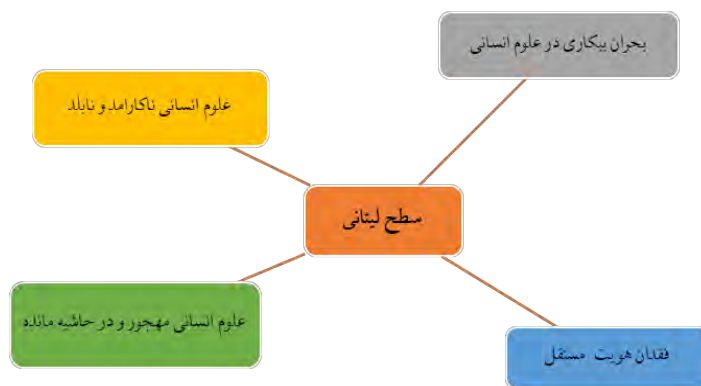 بحران بیکاری در علوم انسانی
علوم انسانی ناکارامد و نابلد
سطح لیتانی
علوم انسانی مهجور و در حاشیه مانده
فقدان هویت مستقل